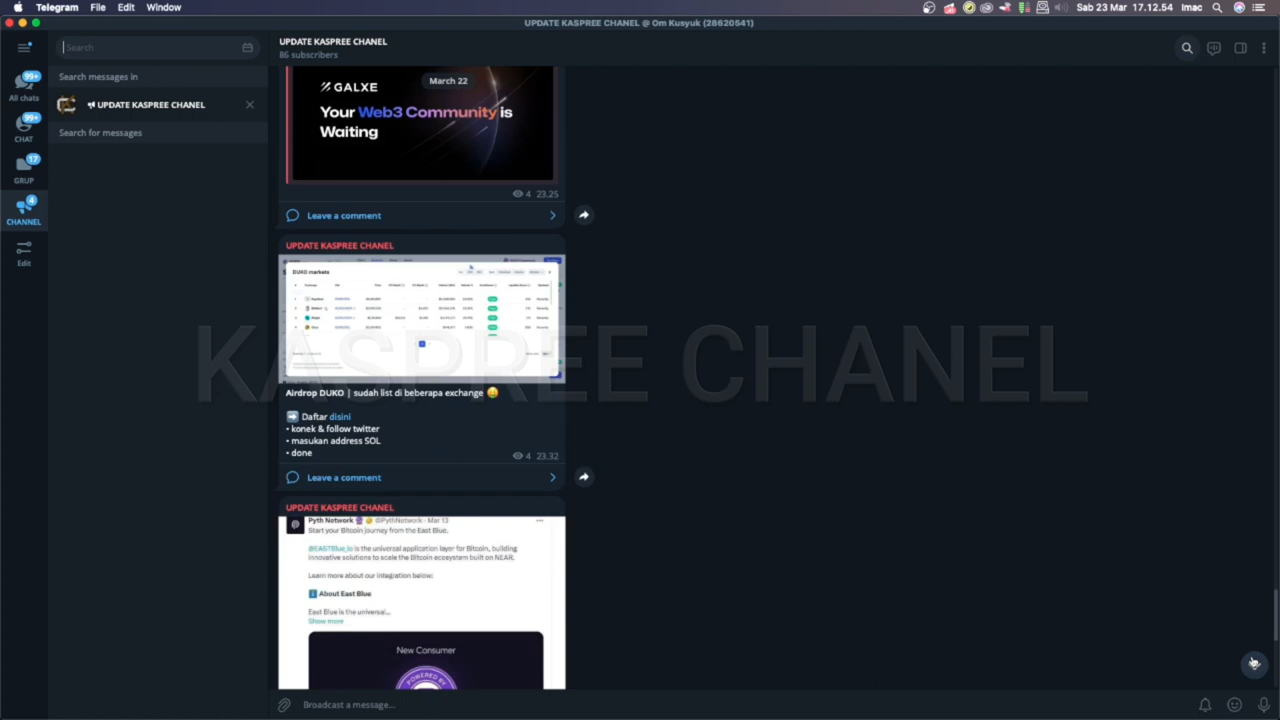 Telegram File Edit Window
Sab 23 Mar 17.12.54 Imac
UPDATE KASPREE CHANEL @ Om Kusyuk (28620541)
Search
Search messages in
UPDATE KASPREE CHANEL
Search for messages
99+
All chats
99+
CHAT
17
GRUP
4
CHANNEL
Edit
UPDATE KASPREE CHANEL
86 subscribers
March 22
GALXE
Your Web3 Community is
Waiting
4 23.25
Leave a comment
UPDATE KASPREE CHANEL
DUKO markets
KASPREE CHANEL
Airdrop DUKO | sudah list di beberapa exchange 😀
➡️ Daftar disini
• konek & follow twitter
• masukan address SOL
• done
4 23.32
Leave a comment
UPDATE KASPREE CHANEL
Pyth Network @PythNetwork · Mar 13
Start your Bitcoin journey from the East Blue.
@EASTBlue_io is the universal application layer for Bitcoin, building
innovative solutions to scale the Bitcoin ecosystem built on NEAR.
Learn more about our integration below:
ℹ️ About East Blue
East Blue is the universal...
Show more
New Consumer
POWERED BY
Broadcast a message...